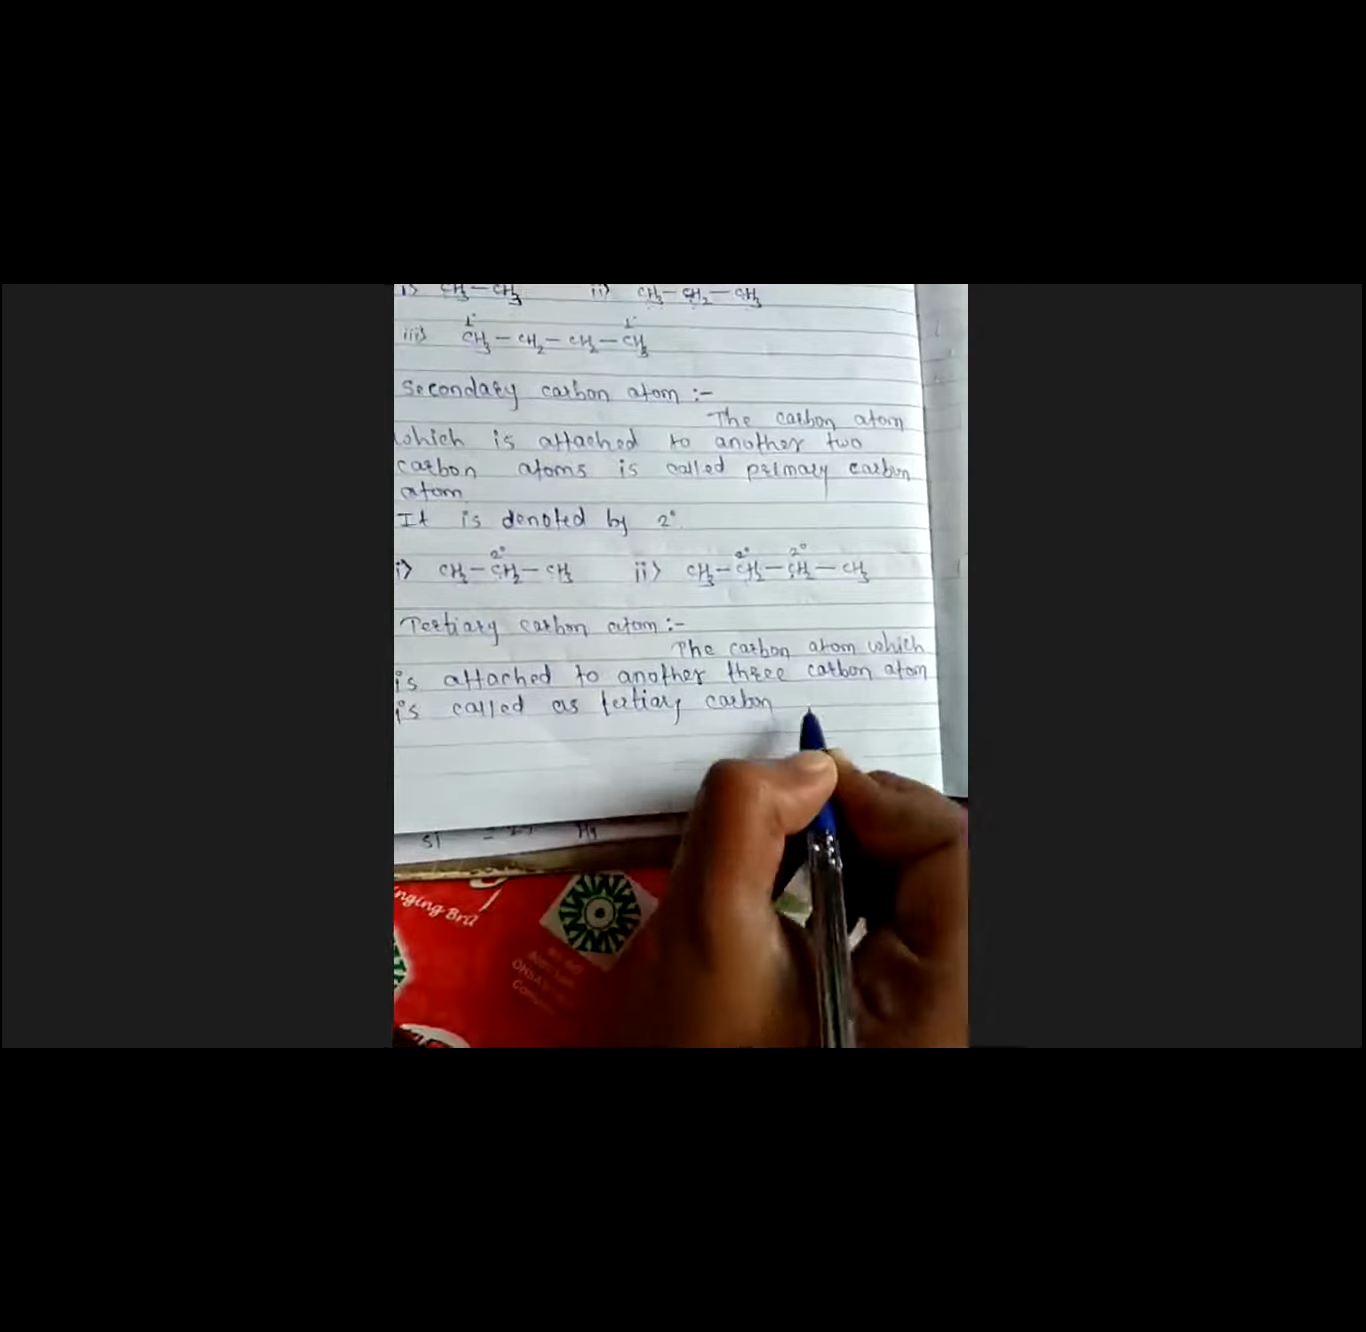 i> CH3 – CH3 ii> CH3 – CH2 – CH3
1° 1°
iii> CH3 – CH2 – CH2 – CH3
Secondary carbon atom :-
The carbon atom
which is attached to another two
carbon atoms is called primary carbon
atom
It is denoted by 2°.
2° 2° 2°
i> CH3 – CH2 – CH3 ii> CH3 – CH2 – CH2 – CH3
Tertiary carbon atom :-
The carbon atom which
is attached to another three carbon atom
is called as tertiary carbon